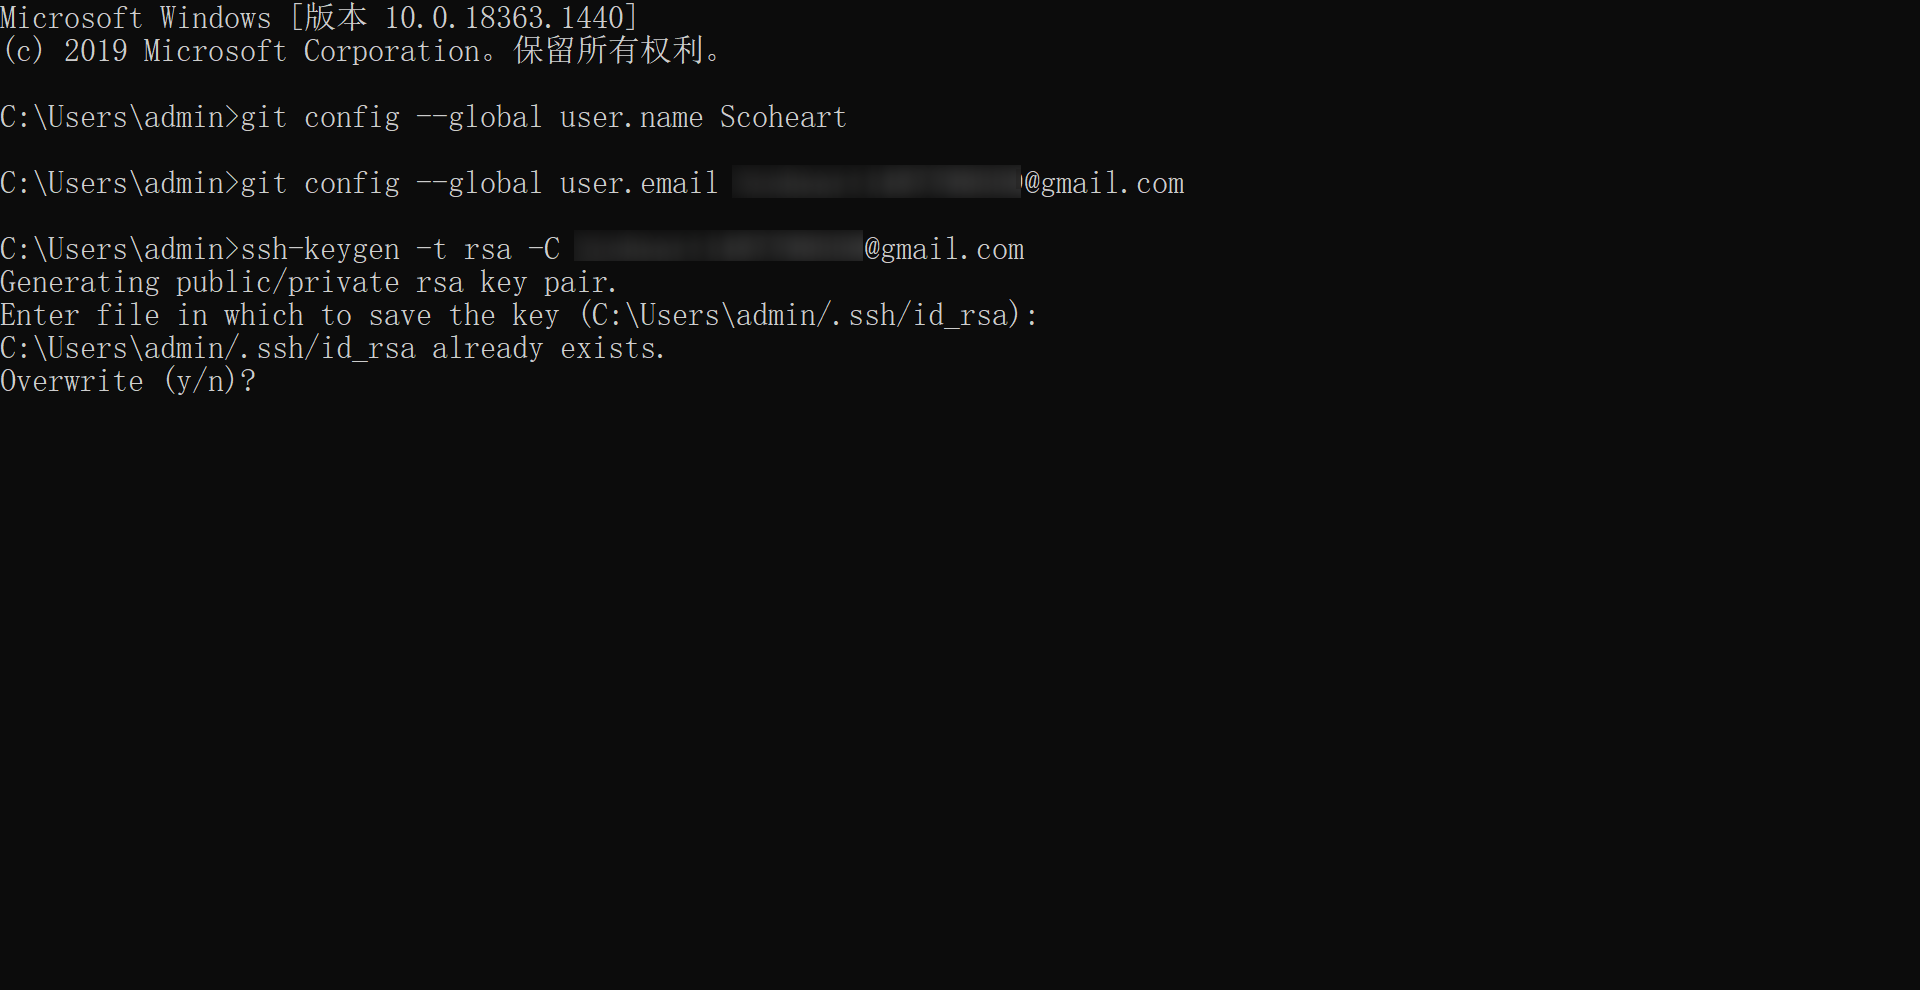 Microsoft Windows [版本 10.0.18363.1440]
(c) 2019 Microsoft Corporation。保留所有权利。
C:\Users\admin>git config --global user.name Scoheart
C:\Users\admin>git config --global user.email @gmail.com
C:\Users\admin>ssh-keygen -t rsa -C @gmail.com
Generating public/private rsa key pair.
Enter file in which to save the key (C:\Users\admin/.ssh/id_rsa):
C:\Users\admin/.ssh/id_rsa already exists.
Overwrite (y/n)?